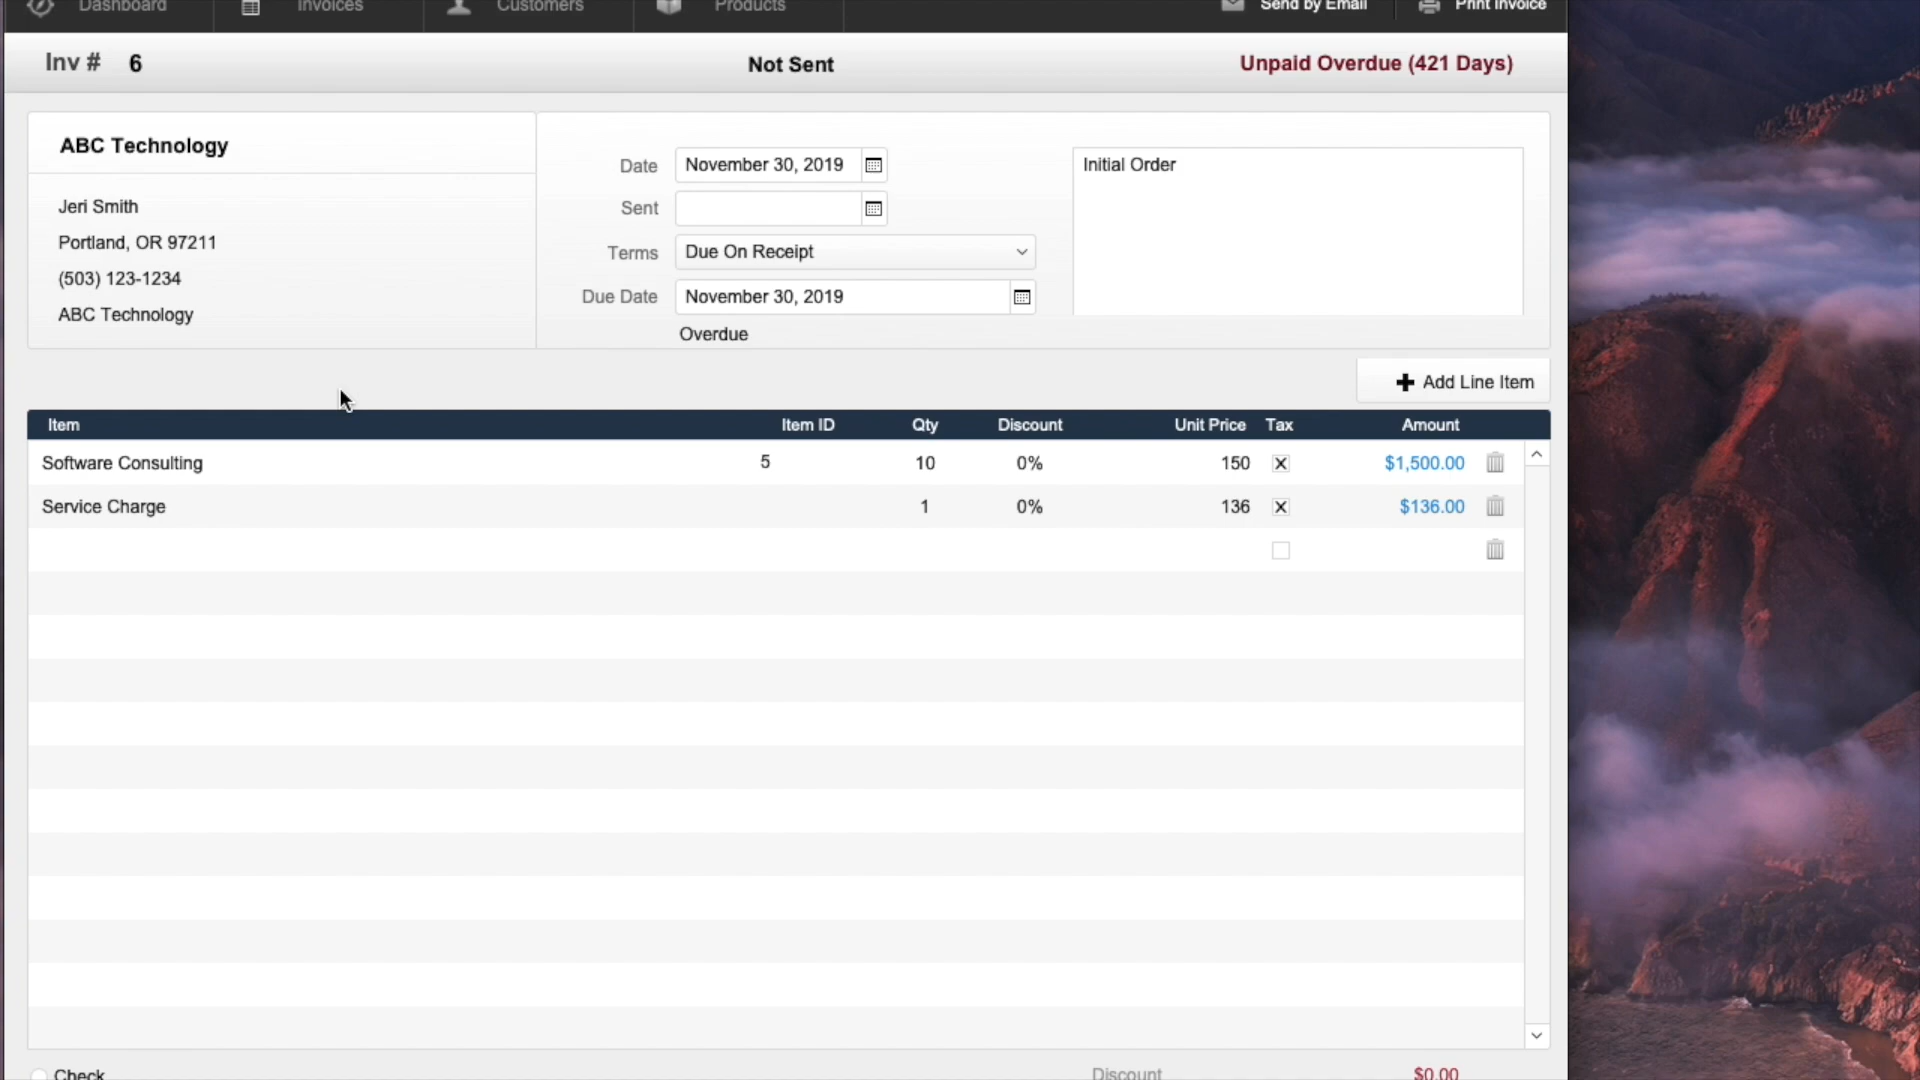 Dashboard Invoices Customers Products Send by Email Print Invoice
Inv # 6 Not Sent Unpaid Overdue (421 Days)
ABC Technology
Jeri Smith
Portland, OR 97211
(503) 123-1234
ABC Technology
Date November 30, 2019
Sent
Terms Due On Receipt
Due Date November 30, 2019
Overdue
Initial Order
Add Line Item
Item Item ID Qty Discount Unit Price Tax Amount
Software Consulting 5 10 0% 150 $1,500.00
Service Charge 1 0% 136 $136.00
Check Discount $0.00